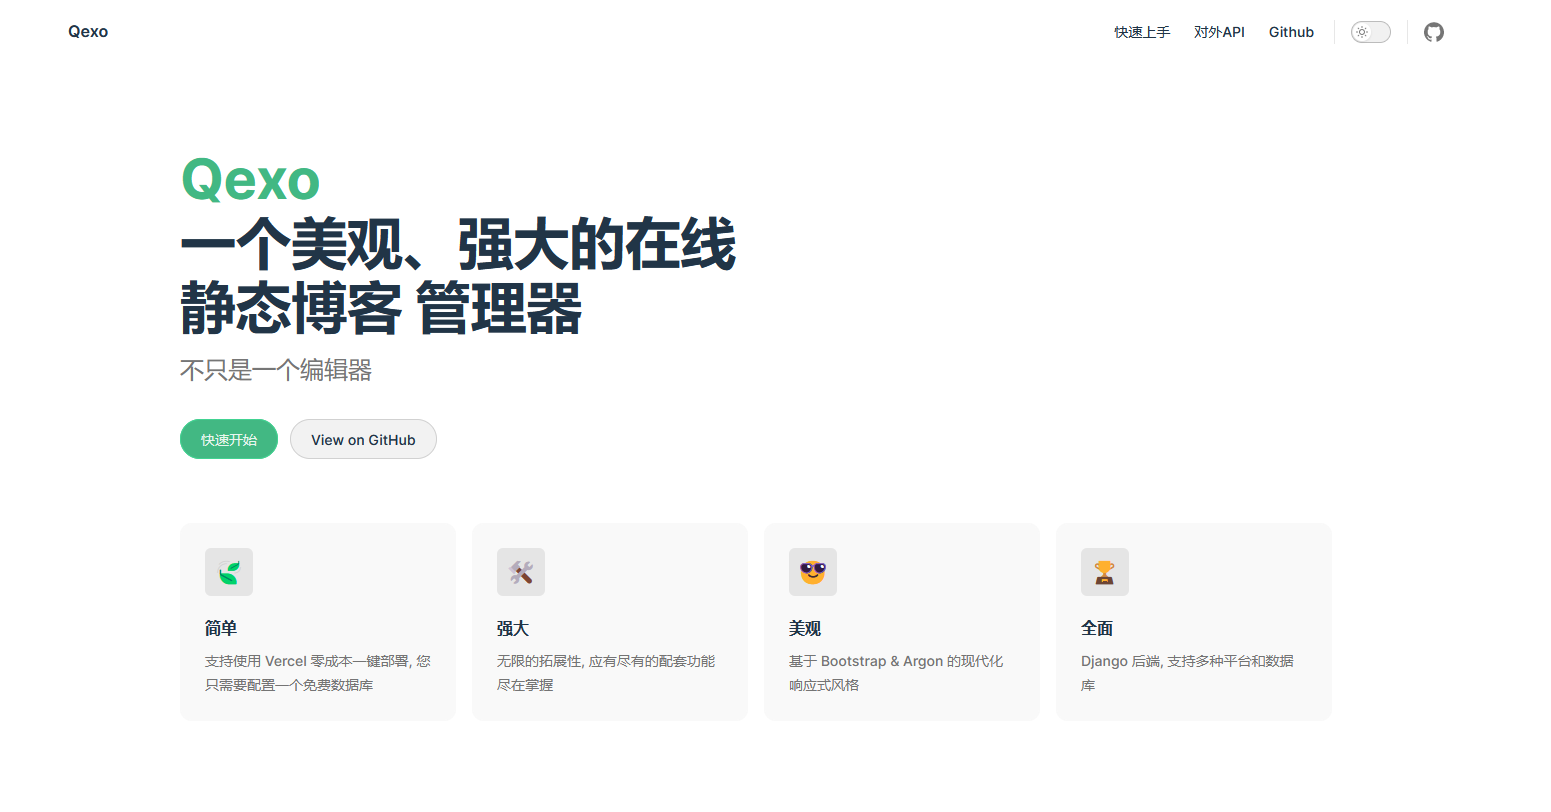 Qexo
快速上手
对外API
Github
Qexo
一个美观、强大的在线
静态博客 管理器
不只是一个编辑器
快速开始
View on GitHub
简单
支持使用 Vercel 零成本一键部署, 您
只需要配置一个免费数据库
强大
无限的拓展性, 应有尽有的配套功能
尽在掌握
美观
基于 Bootstrap & Argon 的现代化
响应式风格
全面
Django 后端, 支持多种平台和数据
库